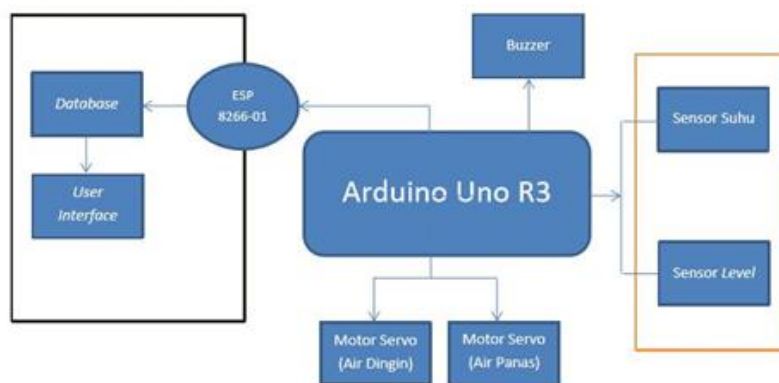 Buzzer
ESP
8266-01
Database
User
Interface
Arduino Uno R3
Sensor Suhu
Sensor Level
Motor Servo
(Air Dingin)
Motor Servo
(Air Panas)